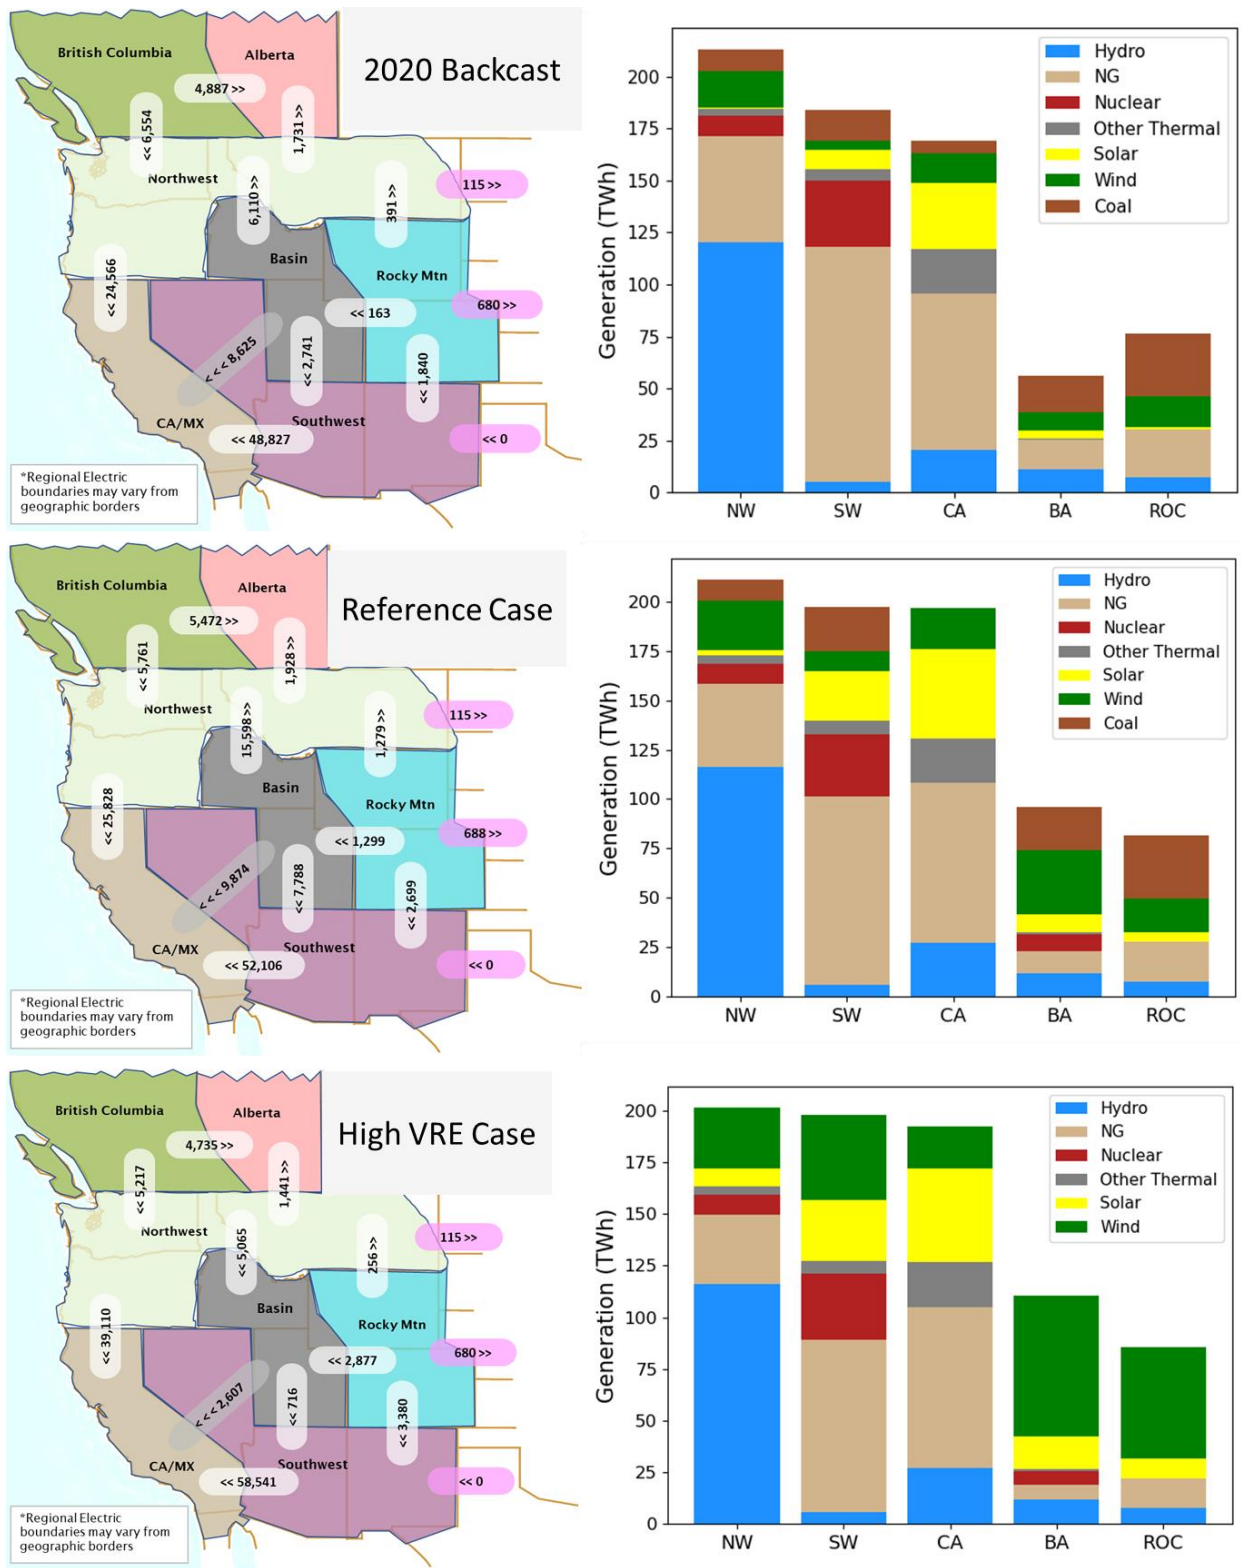 British Columbia
Alberta
2020 Backcast
4,887 >>
<< 6,554
1,731 >>
Northwest
6,110 >>
391 >>
115 >>
Basin
Rocky Mtn
<< 24,566
<< 163
680 >>
< < < 8,625
<< 2,741
<< 1,840
CA/MX
Southwest
<< 48,827
<< 0
*Regional Electric
boundaries may vary from
geographic borders
Generation (TWh)
200
175
150
125
100
75
50
25
0
NW SW CA BA ROC
Hydro
NG
Nuclear
Other Thermal
Solar
Wind
Coal
British Columbia
Alberta
Reference Case
5,472 >>
<< 5,761
1,928 >>
Northwest
15,598 >>
1,279 >>
115 >>
Basin
Rocky Mtn
<< 25,828
<< 1,299
688 >>
< < < 9,874
<< 7,788
<< 2,699
CA/MX
Southwest
<< 52,106
<< 0
*Regional Electric
boundaries may vary from
geographic borders
Generation (TWh)
200
175
150
125
100
75
50
25
0
NW SW CA BA ROC
Hydro
NG
Nuclear
Other Thermal
Solar
Wind
Coal
British Columbia
Alberta
High VRE Case
4,735 >>
<< 5,217
1,441 >>
Northwest
<< 5,065
256 >>
115 >>
Basin
Rocky Mtn
<< 39,110
<< 2,877
680 >>
< < < 2,607
<< 716
<< 3,380
CA/MX
Southwest
<< 58,541
<< 0
*Regional Electric
boundaries may vary from
geographic borders
Generation (TWh)
200
175
150
125
100
75
50
25
0
NW SW CA BA ROC
Hydro
NG
Nuclear
Other Thermal
Solar
Wind